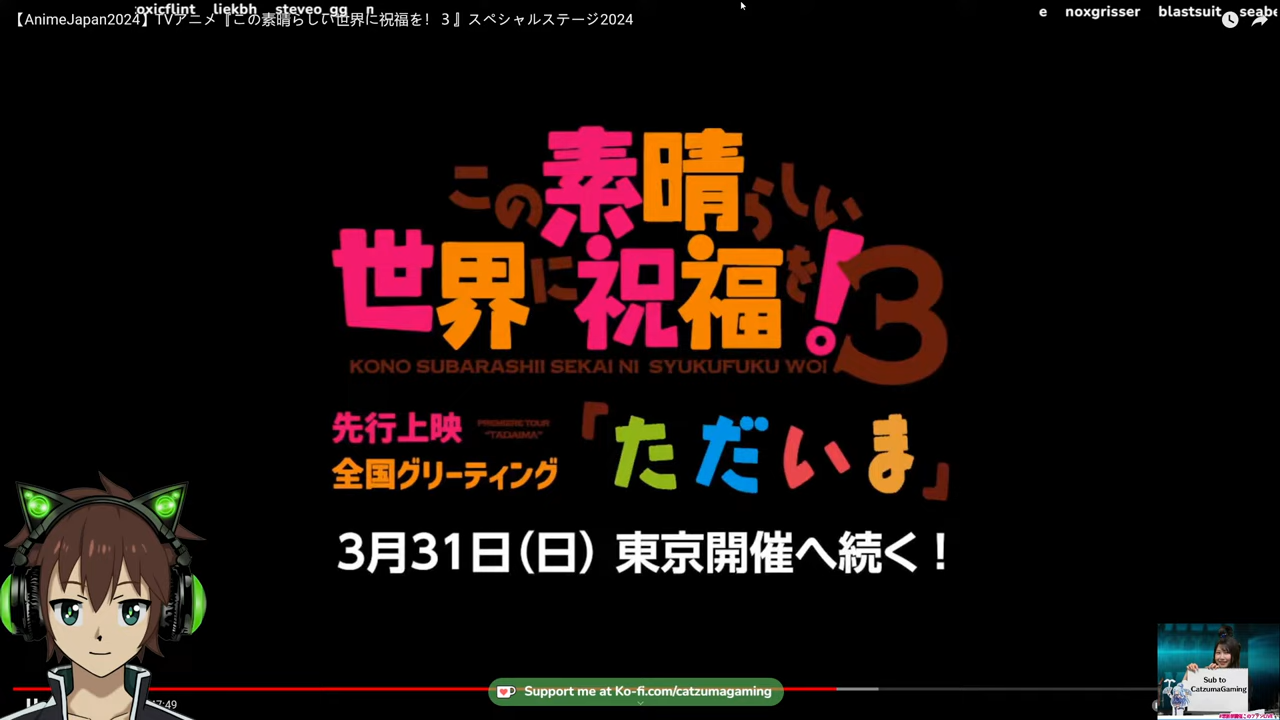 oxicflint liekbh steveo_gg n
e noxgrisser blastsuit seabe
【AnimeJapan2024】TVアニメ『この素晴らしい世界に祝福を！３』スペシャルステージ2024
この素晴らしい
世界に祝福を！3
KONO SUBARASHII SEKAI NI SYUKUFUKU WO!
先行上映 PREMIERE TOUR
"TADAIMA"
全国グリーティング
「ただいま」
3月31日(日) 東京開催へ続く！
Support me at Ko-fi.com/catzumagaming
7:49
Sub to
CatzumaGaming